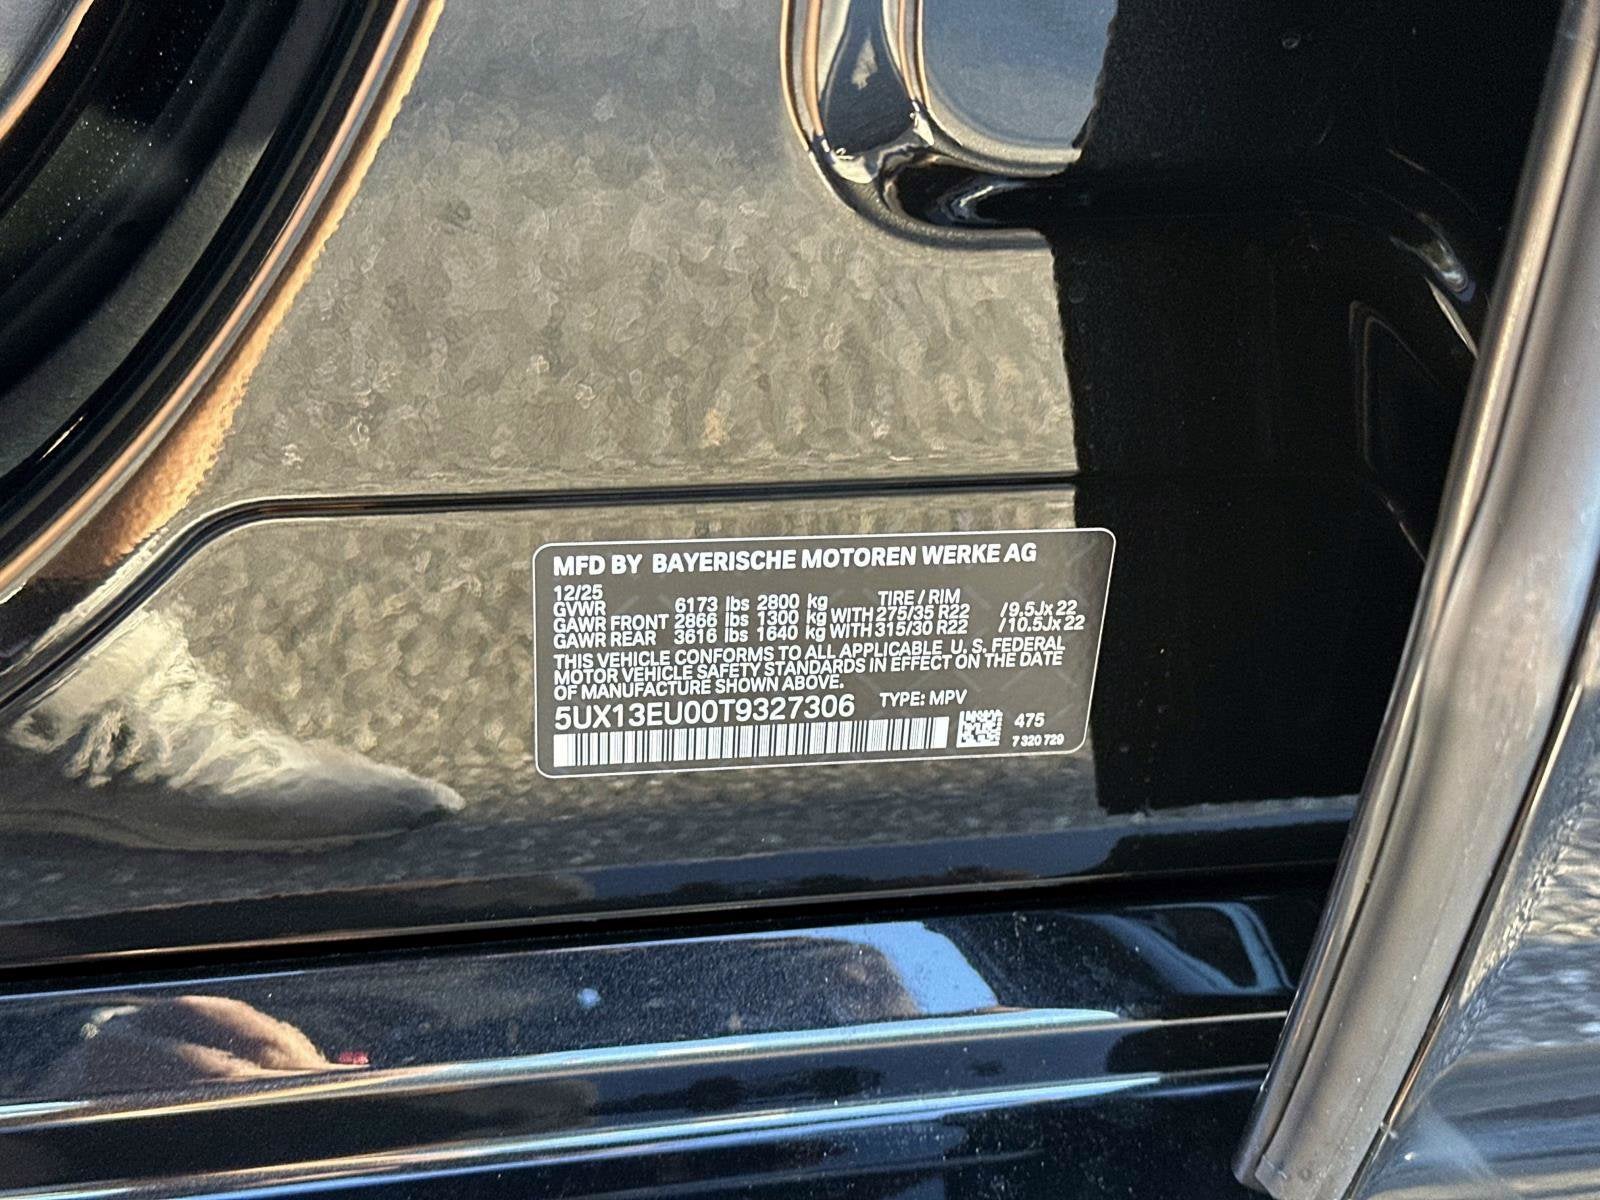 MFD BY BAYERISCHE MOTOREN WERKE AG
12/25
GVWR 6173 lbs 2800 kg TIRE / RIM
GAWR FRONT 2866 lbs 1300 kg WITH 275/35 R22 /9.5Jx22
GAWR REAR 3616 lbs 1640 kg WITH 315/30 R22 /10.5Jx22
THIS VEHICLE CONFORMS TO ALL APPLICABLE U. S. FEDERAL
MOTOR VEHICLE SAFETY STANDARDS IN EFFECT ON THE DATE
OF MANUFACTURE SHOWN ABOVE.
5UX13EU00T9327306 TYPE: MPV
475
7 320 729